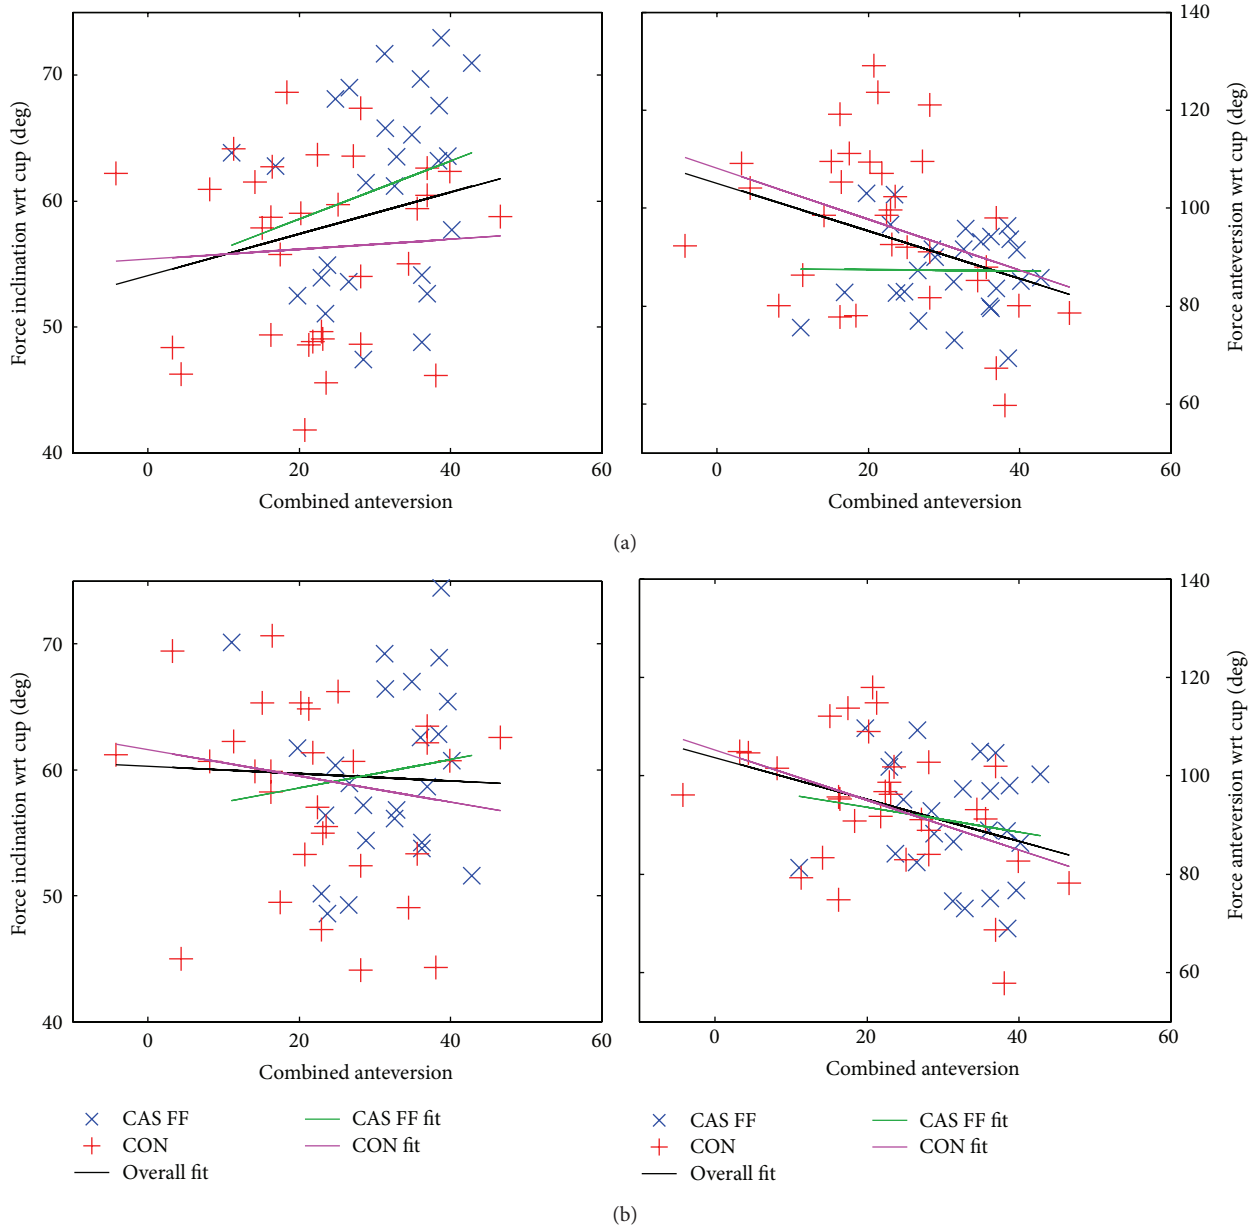 Force inclination wrt cup (deg)
70
60
50
40
0
20
40
60
Combined anteversion
140
120
100
80
60
Force anteversion wrt cup (deg)
0
20
40
60
Combined anteversion
(a)
Force inclination wrt cup (deg)
70
60
50
40
0
20
40
60
Combined anteversion
140
120
100
80
60
Force anteversion wrt cup (deg)
0
20
40
60
Combined anteversion
CAS FF
CON
Overall fit
CAS FF fit
CON fit
CAS FF
CON
Overall fit
CAS FF fit
CON fit
(b)